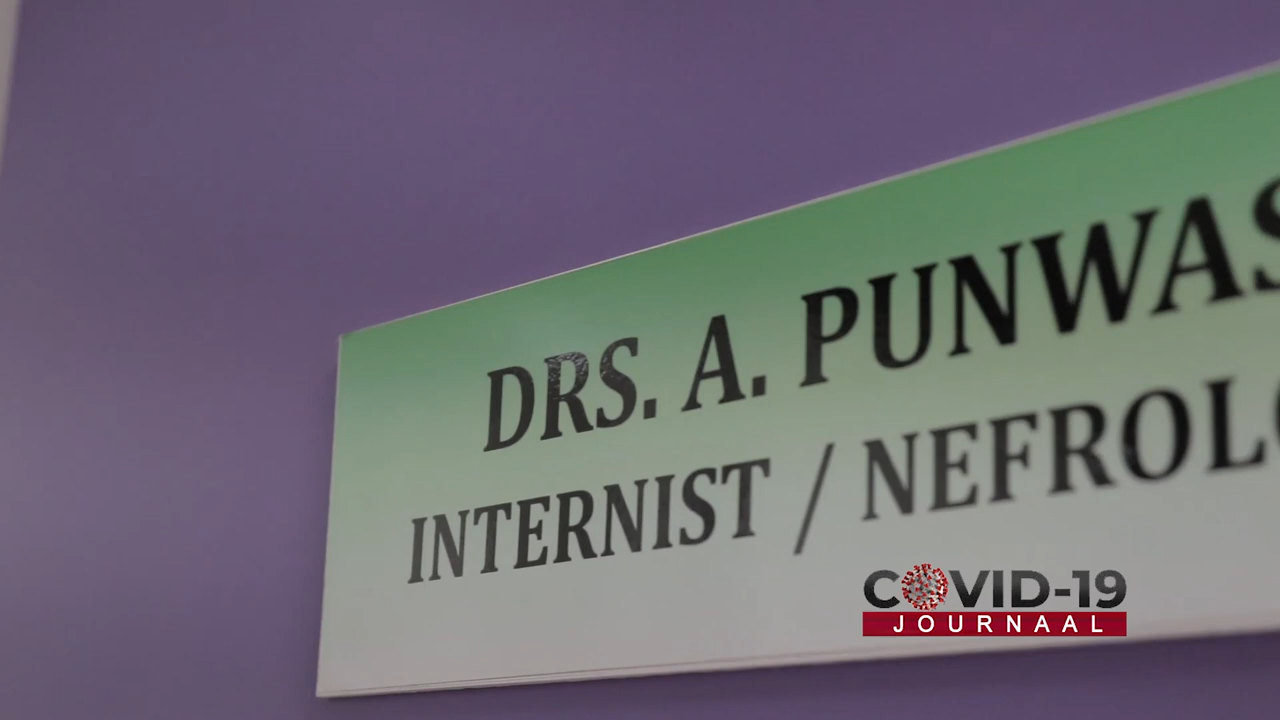 DRS. A. PUNWAS
INTERNIST / NEFROLO
COVID-19
JOURNAAL